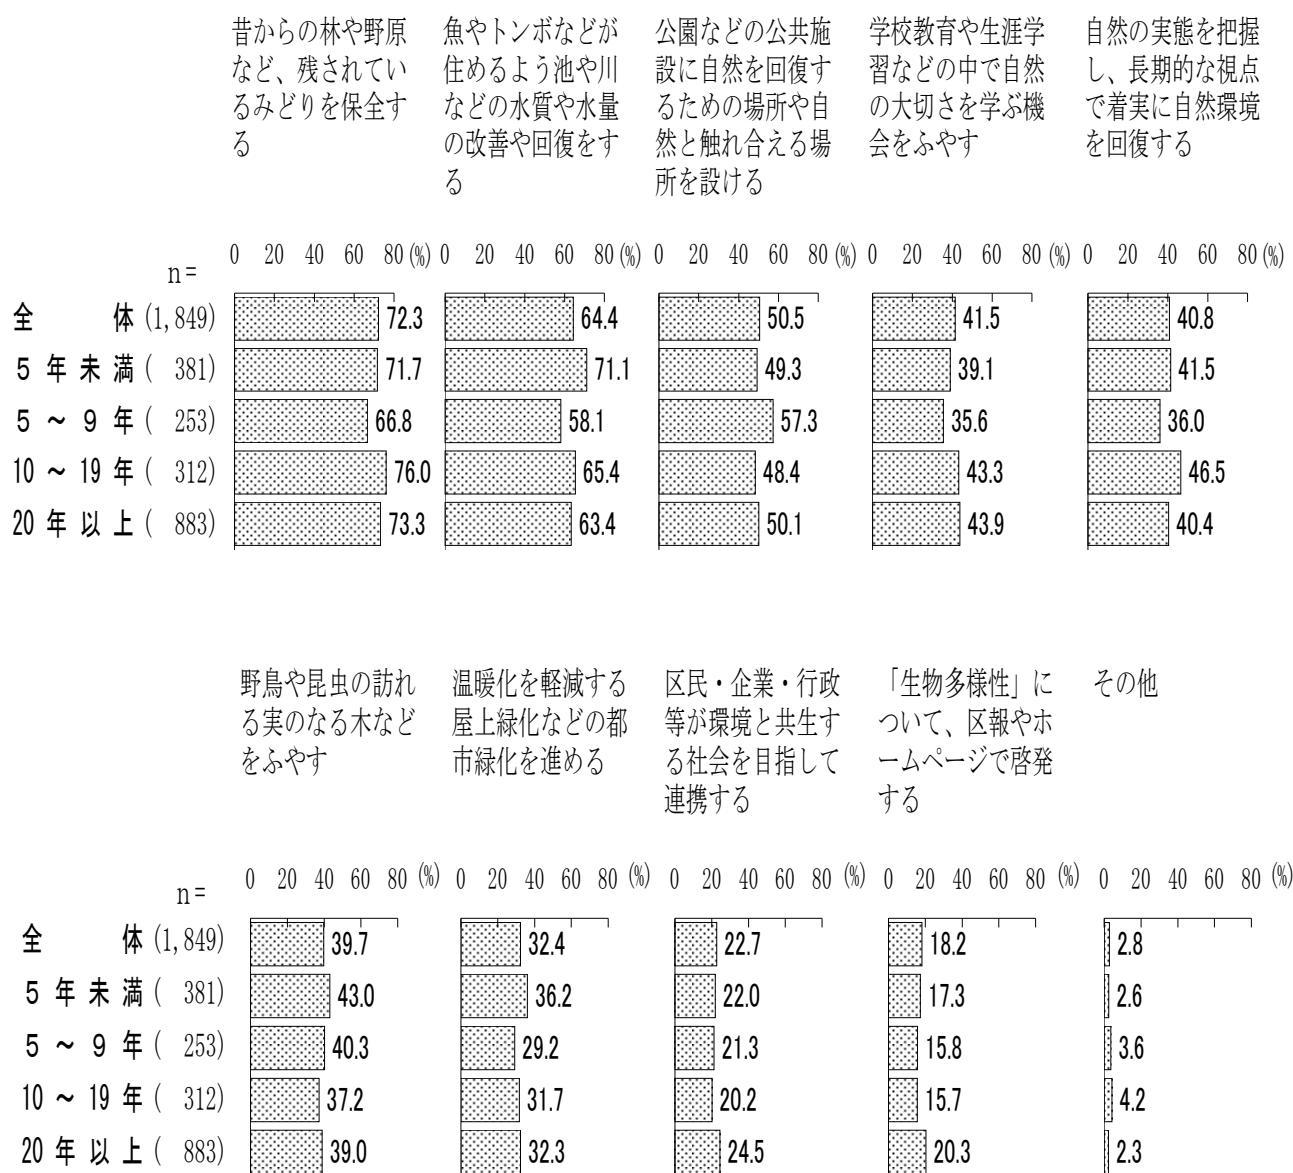 昔からの林や野原
など、残されてい
るみどりを保全す
る
魚やトンボなどが
住めるよう池や川
などの水質や水量
の改善や回復をす
る
公園などの公共施
設に自然を回復す
るための場所や自
然と触れ合える場
所を設ける
学校教育や生涯学
習などの中で自然
の大切さを学ぶ機
会をふやす
自然の実態を把握
し、長期的な視点
で着実に自然環境
を回復する
0 20 40 60 80 (%) 0 20 40 60 80 (%) 0 20 40 60 80 (%) 0 20 40 60 80 (%) 0 20 40 60 80 (%)
n=
全 体 (1,849) 72.3 64.4 50.5 41.5 40.8
5 年 未 満 ( 381) 71.7 71.1 49.3 39.1 41.5
5 ～ 9 年 ( 253) 66.8 58.1 57.3 35.6 36.0
10 ～ 19 年 ( 312) 76.0 65.4 48.4 43.3 46.5
20 年 以 上 ( 883) 73.3 63.4 50.1 43.9 40.4
野鳥や昆虫の訪れ
る実のなる木など
をふやす
温暖化を軽減する
屋上緑化などの都
市緑化を進める
区民・企業・行政
等が環境と共生す
る社会を目指して
連携する
「生物多様性」に
ついて、区報やホ
ームページで啓発
する
その他
0 20 40 60 80 (%) 0 20 40 60 80 (%) 0 20 40 60 80 (%) 0 20 40 60 80 (%) 0 20 40 60 80 (%)
n=
全 体 (1,849) 39.7 32.4 22.7 18.2 2.8
5 年 未 満 ( 381) 43.0 36.2 22.0 17.3 2.6
5 ～ 9 年 ( 253) 40.3 29.2 21.3 15.8 3.6
10 ～ 19 年 ( 312) 37.2 31.7 20.2 15.7 4.2
20 年 以 上 ( 883) 39.0 32.3 24.5 20.3 2.3